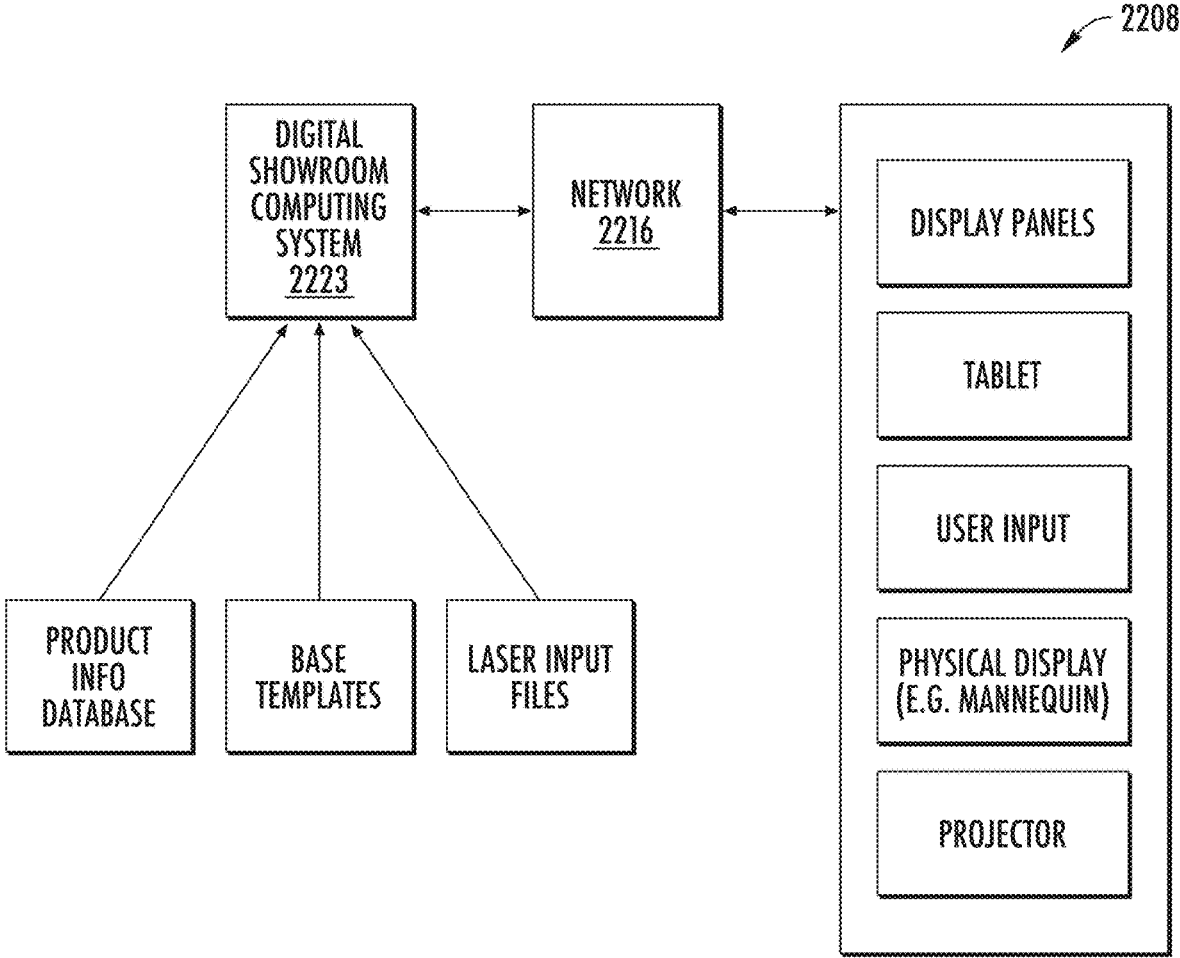 2208
DIGITAL
SHOWROOM
COMPUTING
SYSTEM
2223
NETWORK
2216
DISPLAY PANELS
TABLET
USER INPUT
PHYSICAL DISPLAY
(E.G. MANNEQUIN)
PROJECTOR
PRODUCT
INFO
DATABASE
BASE
TEMPLATES
LASER INPUT
FILES